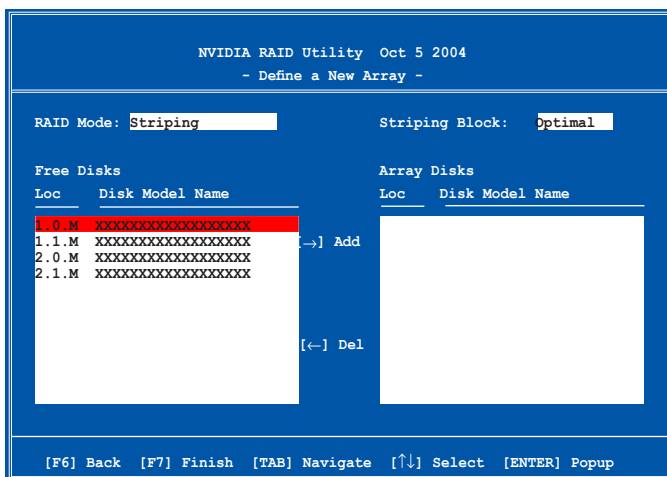 NVIDIA RAID Utility Oct 5 2004
- Define a New Array -
RAID Mode: Striping
Striping Block: Optimal
Free Disks
Loc Disk Model Name
1.0.M XXXXXXXXXXXXXXXXXX
1.1.M XXXXXXXXXXXXXXXXXX
2.0.M XXXXXXXXXXXXXXXXXX
2.1.M XXXXXXXXXXXXXXXXXX
[→] Add
[←] Del
Array Disks
Loc Disk Model Name
[F6] Back [F7] Finish [TAB] Navigate [↑↓] Select [ENTER] Popup